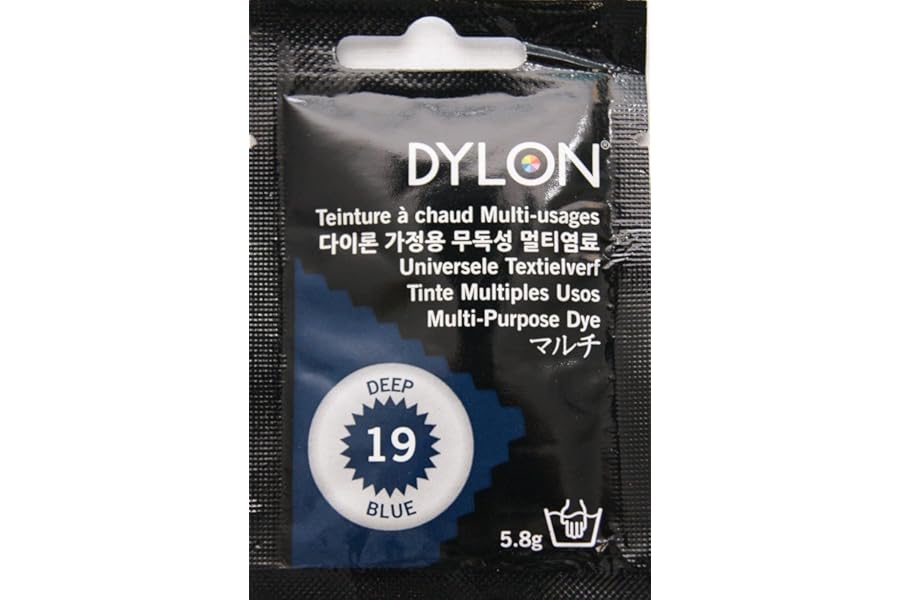 DYLON®
Teinture à chaud Multi-usages
다이론 가정용 무독성 멀티염료
Universele Textielverf
Tinte Multiples Usos
Multi-Purpose Dye
マルチ
DEEP
19
BLUE
5.8g